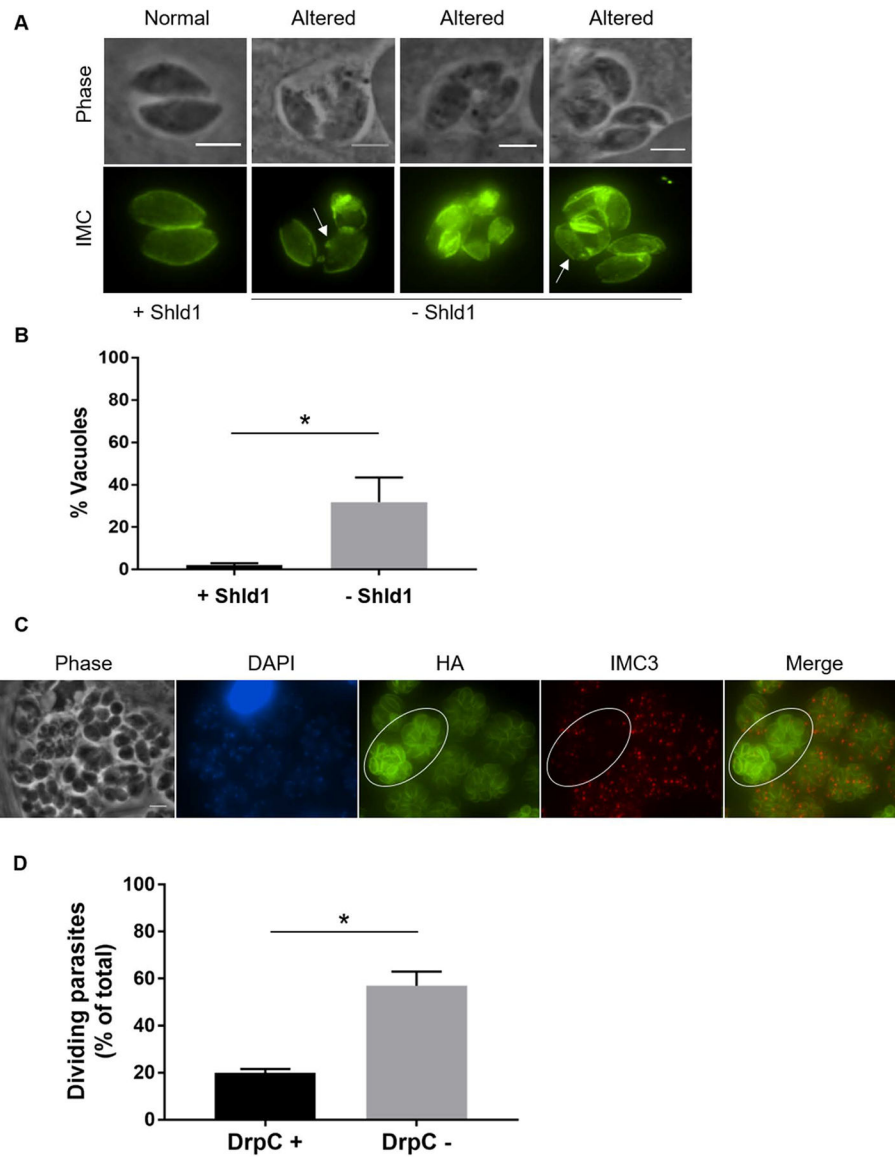 A
Normal Altered Altered Altered
Phase
IMC
+ Shld1 - Shld1
B
% Vacuoles
100
80
60
40
20
0
*
+ Shld1 - Shld1
C
Phase DAPI HA IMC3 Merge
D
Dividing parasites
(% of total)
100
80
60
40
20
0
*
DrpC + DrpC -